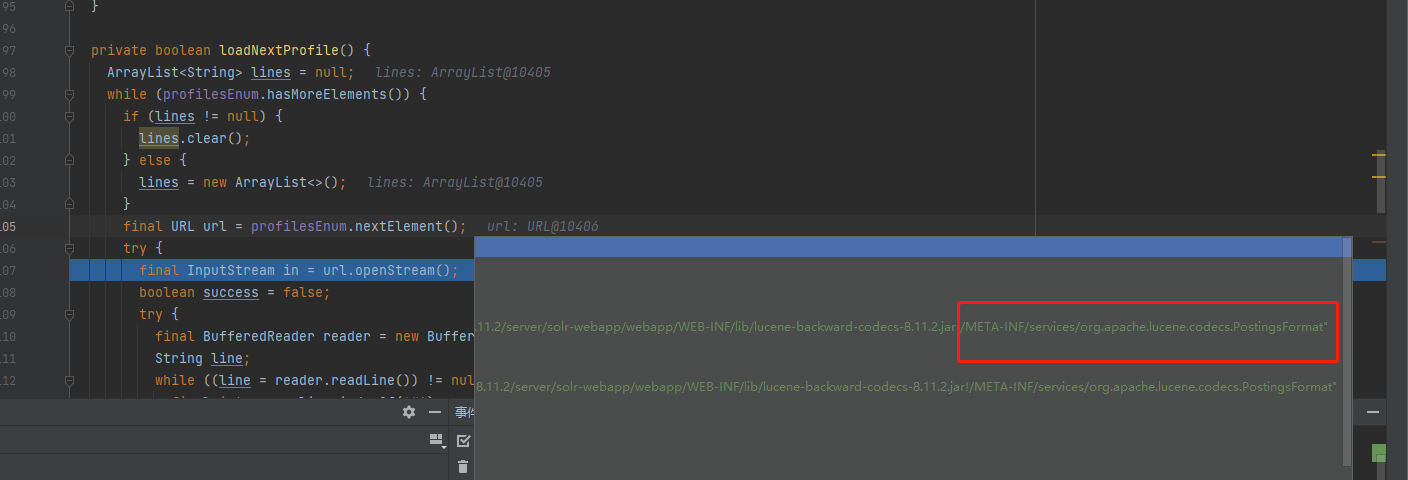 95 }
96
97 private boolean loadNextProfile() {
98 ArrayList<String> lines = null; lines: ArrayList@10405
99 while (profilesEnum.hasMoreElements()) {
100 if (lines != null) {
101 lines.clear();
102 } else {
103 lines = new ArrayList<>(); lines: ArrayList@10405
104 }
105 final URL url = profilesEnum.nextElement(); url: URL@10406
106 try {
107 final InputStream in = url.openStream();
108 boolean success = false;
.11.2/server/solr-webapp/webapp/WEB-INF/lib/lucene-backward-codecs-8.11.2.jar!/META-INF/services/org.apache.lucene.codecs.PostingsFormat"
109 try {
110 final BufferedReader reader = new Buffer
111 String line;
112 while ((line = reader.readLine()) != nul
8.11.2/server/solr-webapp/webapp/WEB-INF/lib/lucene-backward-codecs-8.11.2.jar!/META-INF/services/org.apache.lucene.codecs.PostingsFormat"
事件